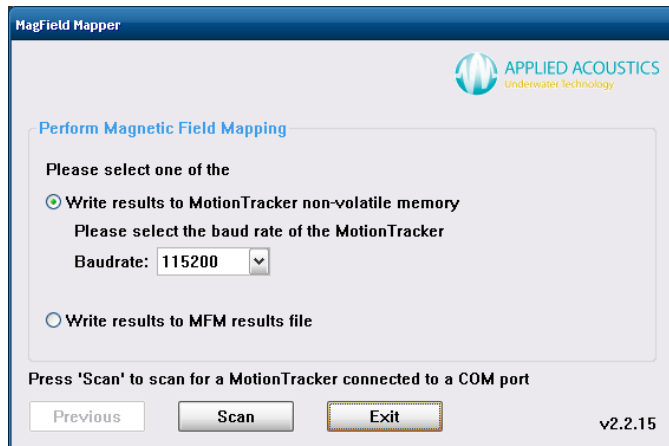 MagField Mapper
APPLIED ACOUSTICS
Underwater Technology
Perform Magnetic Field Mapping
Please select one of the
Write results to MotionTracker non-volatile memory
Please select the baud rate of the MotionTracker
Baudrate: 115200
Write results to MFM results file
Press 'Scan' to scan for a MotionTracker connected to a COM port
Previous Scan Exit v2.2.15